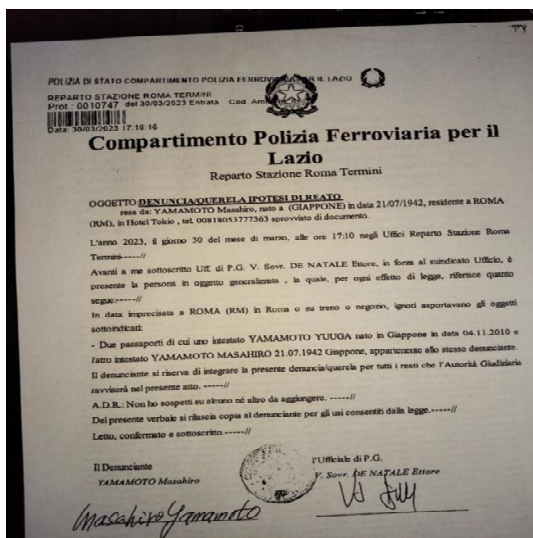 POLIZIA DI STATO COMPARTIMENTO POLIZIA FERROVIARIA PER IL LAZIO
REPARTO STAZIONE ROMA TERMINI
Prot : 0010747 del 30/03/2023 Entrata Cod Am
Data: 30/03/2023 17:16:16
Compartimento Polizia Ferroviaria per il
Lazio
Reparto Stazione Roma Termini
OGGETTO:DENUNCIA/QUERELA IPOTESI DI REATO
resa da: YAMAMOTO Masahiro, nato a (GIAPPONE) in data 21/07/1942, residente a ROMA
(RM), in Hotel Tokio , tel. 00818053777363 sprovvisto di documento.
L'anno 2023, il giorno 30 del mese di marzo, alle ore 17:10 negli Uffici Reparto Stazione Roma
Termini-----//
Avanti a me sottoscritto Uff. di P.G. V. Sovr. DE NATALE Ettore, in forza al suindicato Ufficio, è
presente la persona in oggetto generalizzata , la quale, per ogni effetto di legge, riferisce quanto
segue:-----//
In data imprecisata a ROMA (RM) in Roma o su treno o negozio, ignoti asportavano gli oggetti
sottoindicati:
- Due passaporti di cui uno intestato YAMAMOTO YUUGA nato in Giappone in data 04.11.2010 e
l'atro intestato YAMAMOTO MASAHIRO 21.07.1942 Giappone, appartenente allo stesso denunciante.
Il denunciante si riserva di integrare la presente denuncia/querela per tutti i reati che l'Autorità Giudiziaria
ravviserà nel presente atto. -----//
A.D.R.: Non ho sospetti su alcuno né altro da aggiungere. -----//
Del presente verbale si rilascia copia al denunciante per gli usi consentiti dalla legge.-----//
Letto, confermato e sottoscritto.-----//
Il Denunciante
YAMAMOTO Masahiro
l'Ufficiale di P.G.
V. Sovr. DE NATALE Ettore
Masahiro Yamamoto